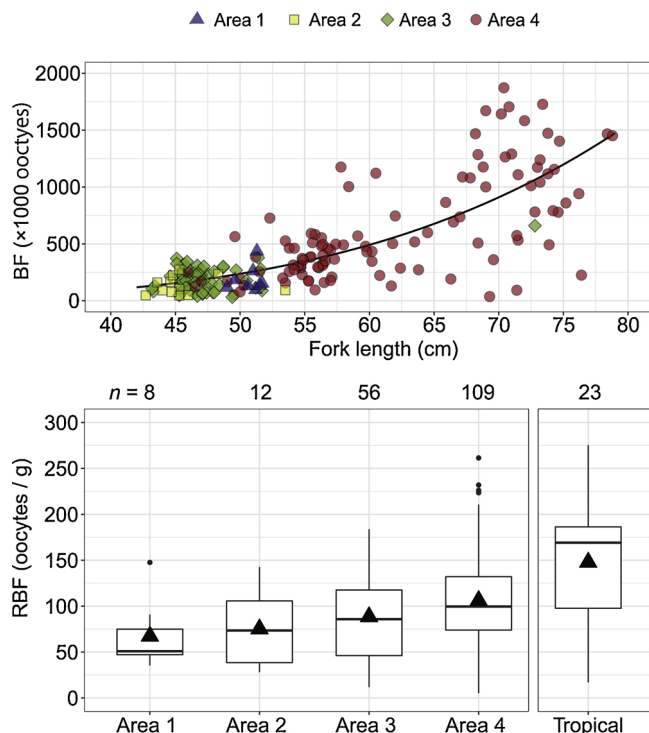 Area 1 Area 2 Area 3 Area 4
BF (×1000 ooctyes)
2000
1500
1000
500
0
40 45 50 55 60 65 70 75 80
Fork length (cm)
n = 8 12 56 109 23
RBF (oocytes / g)
300
250
200
150
100
50
0
Area 1 Area 2 Area 3 Area 4 Tropical